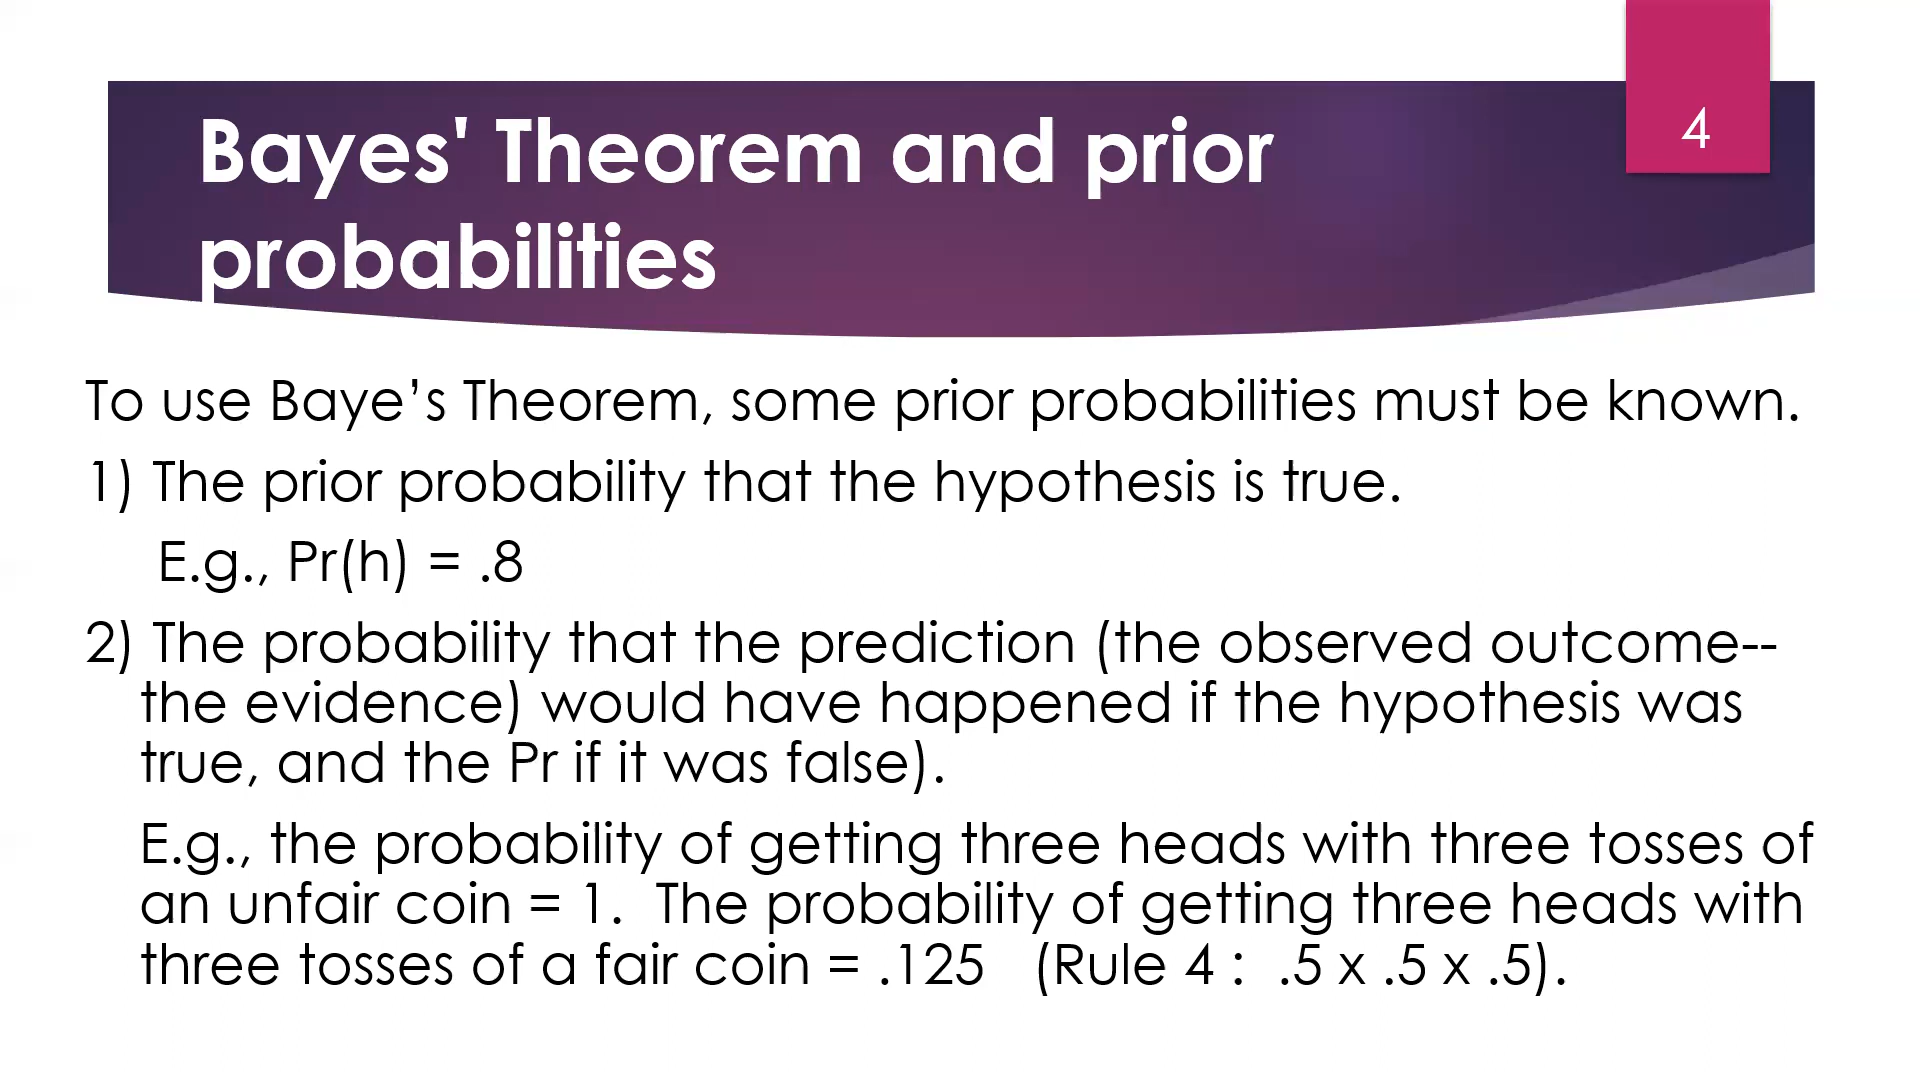 4
Bayes' Theorem and prior
probabilities
To use Baye’s Theorem, some prior probabilities must be known.
1) The prior probability that the hypothesis is true.
E.g., Pr(h) = .8
2) The probability that the prediction (the observed outcome--
the evidence) would have happened if the hypothesis was
true, and the Pr if it was false).
E.g., the probability of getting three heads with three tosses of
an unfair coin = 1.  The probability of getting three heads with
three tosses of a fair coin = .125   (Rule 4 :  .5 x .5 x .5).